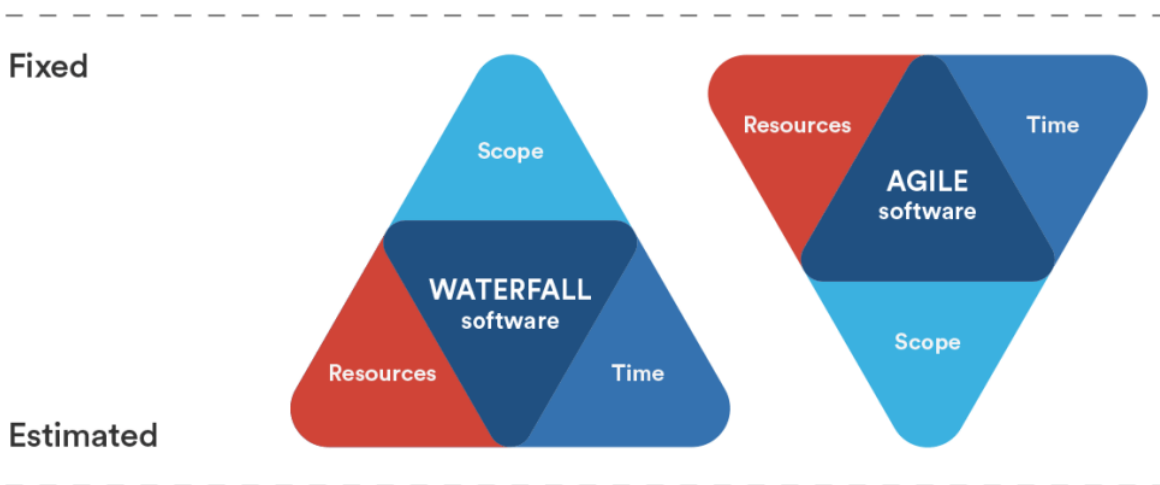 Fixed
Scope
WATERFALL
software
Resources
Time
Estimated
Resources
Time
AGILE
software
Scope